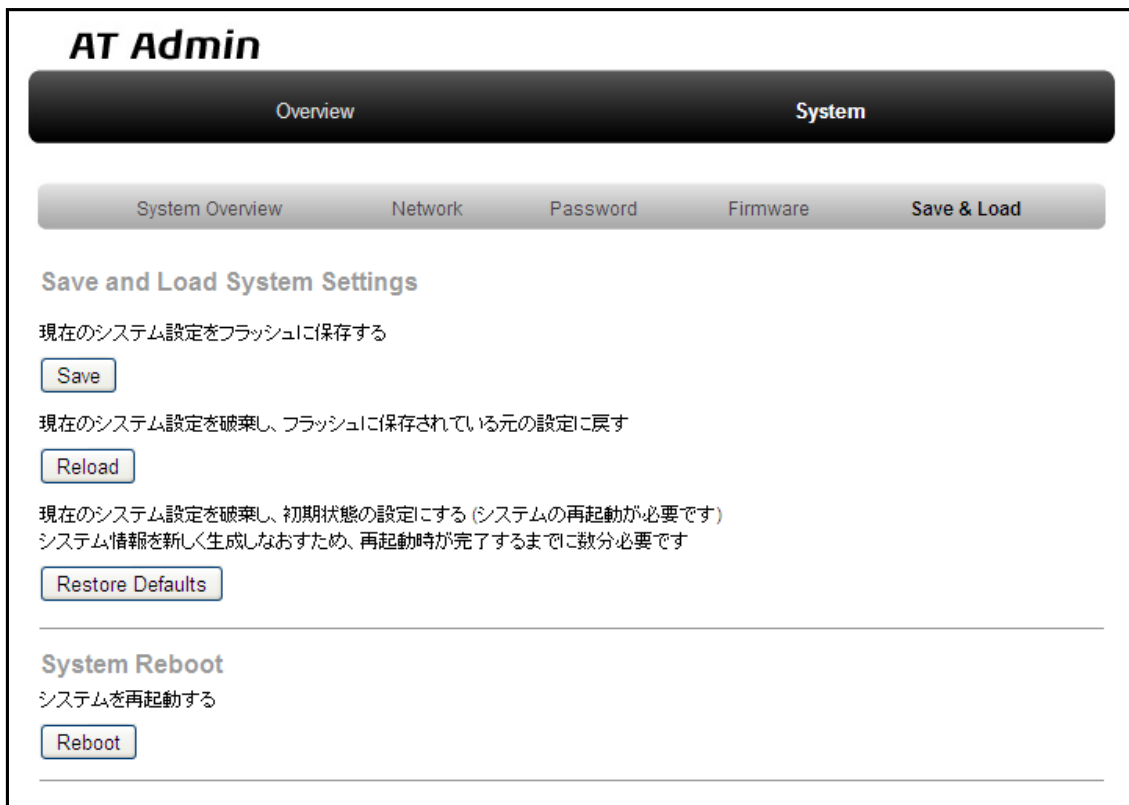 AT Admin
Overview System
System Overview Network Password Firmware Save & Load
Save and Load System Settings
現在のシステム設定をフラッシュに保存する
Save
現在のシステム設定を破棄し、フラッシュに保存されている元の設定に戻す
Reload
現在のシステム設定を破棄し、初期状態の設定にする (システムの再起動が必要です)
システム情報を新しく生成しなおすため、再起動時が完了するまでに数分必要です
Restore Defaults
System Reboot
システムを再起動する
Reboot